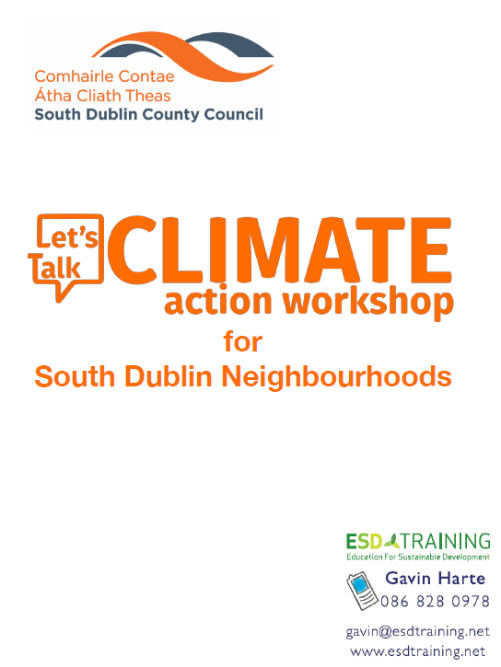 Comhairle Contae
Átha Cliath Theas
South Dublin County Council
Let's
Talk
CLIMATE
action workshop
for
South Dublin Neighbourhoods
ESD TRAINING
Education For Sustainable Development
Gavin Harte
086 828 0978
gavin@esdtraining.net
www.esdtraining.net